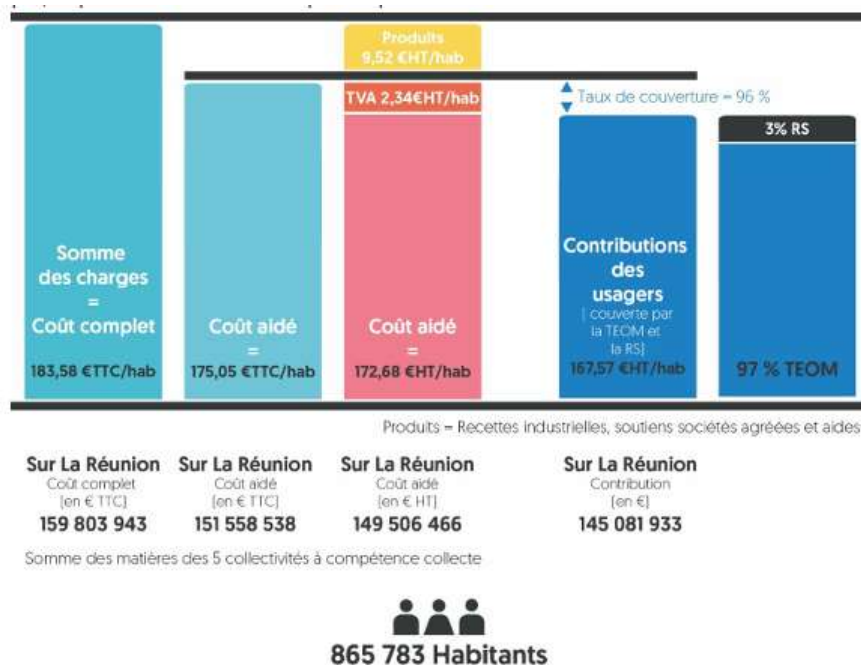 Produits
9,52 €HT/hab
TVA 2,34€HT/hab
Taux de couverture = 96 %
3% RS
Somme
des charges
=
Coût complet
183,58 €TTC/hab
Coût aidé
=
175,05 €TTC/hab
Coût aidé
=
172,68 €HT/hab
Contributions
des
usagers
[ couverte par
la TEOM et
la RS]
167,57 €HT/hab
97 % TEOM
Produits = Recettes industrielles, soutiens sociétés agréées et aides
Sur La Réunion
Coût complet
[en € TTC]
159 803 943
Sur La Réunion
Coût aidé
[en € TTC]
151 558 538
Sur La Réunion
Coût aidé
[en € HT]
149 506 466
Sur La Réunion
Contribution
[en €]
145 081 933
Somme des matières des 5 collectivités à compétence collecte
865 783 Habitants